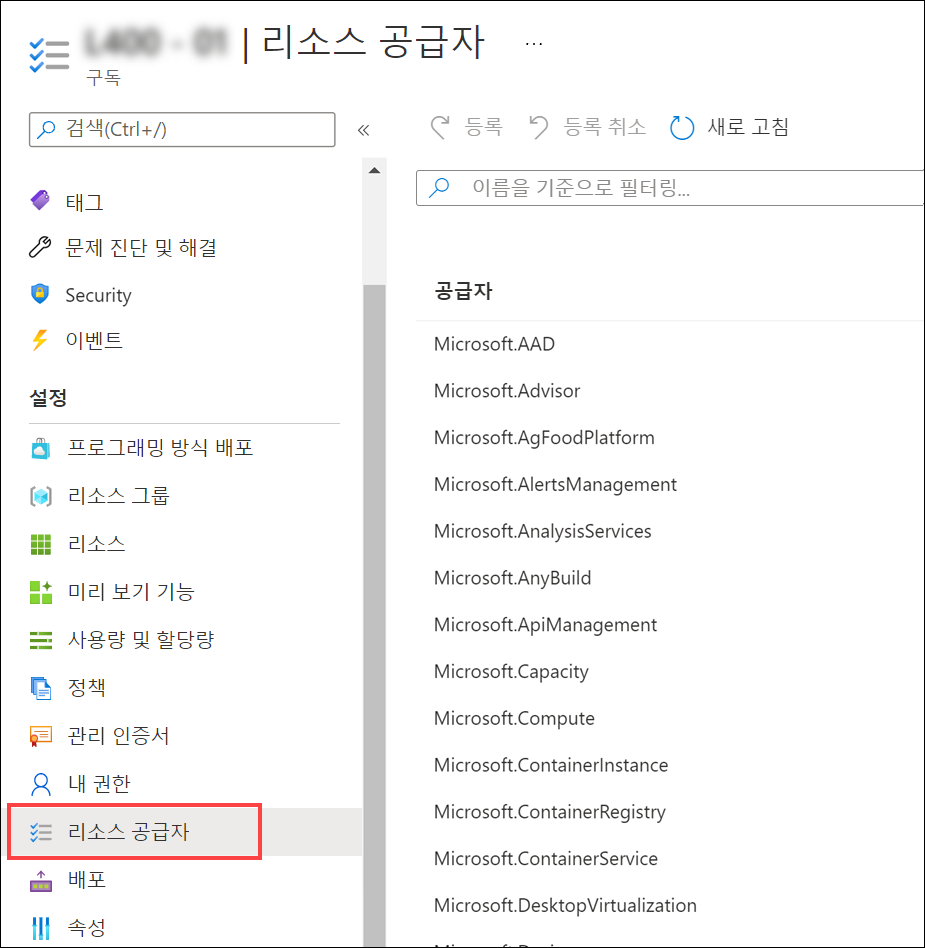 | 리소스 공급자 ...
구독
검색(Ctrl+/)
«
태그
문제 진단 및 해결
Security
이벤트
설정
프로그래밍 방식 배포
리소스 그룹
리소스
미리 보기 기능
사용량 및 할당량
정책
관리 인증서
내 권한
리소스 공급자
배포
속성
등록 등록 취소 새로 고침
이름을 기준으로 필터링...
공급자
Microsoft.AAD
Microsoft.Advisor
Microsoft.AgFoodPlatform
Microsoft.AlertsManagement
Microsoft.AnalysisServices
Microsoft.AnyBuild
Microsoft.ApiManagement
Microsoft.Capacity
Microsoft.Compute
Microsoft.ContainerInstance
Microsoft.ContainerRegistry
Microsoft.ContainerService
Microsoft.DesktopVirtualization